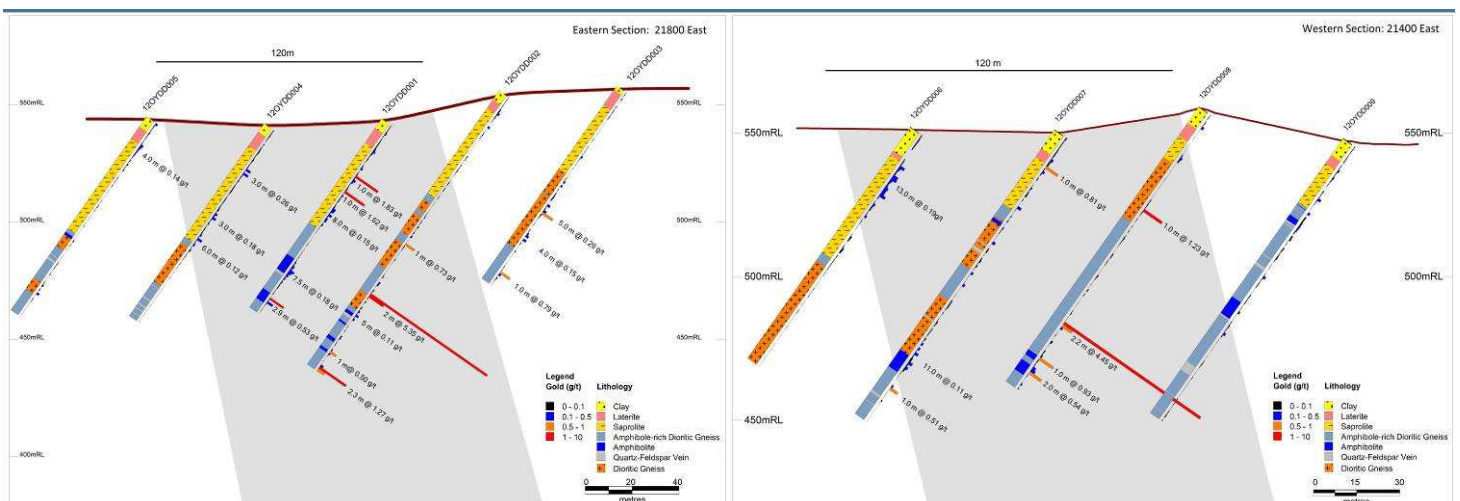 Eastern Section: 21800 East
120m
12OYDD005
12OYDD004
12OYDD001
12OYDD002
12OYDD003
550mRL
550mRL
500mRL
500mRL
450mRL
450mRL
400mRL
400mRL
4.0 m @ 0.14 g/t
3.0 m @ 0.26 g/t
3.0 m @ 0.18 g/t
6.0 m @ 0.12 g/t
1.0 m @ 1.83 g/t
1.0 m @ 1.62 g/t
8.0 m @ 0.15 g/t
7.5 m @ 0.18 g/t
2.9 m @ 0.53 g/t
1 m @ 0.73 g/t
2 m @ 5.35 g/t
5 m @ 0.11 g/t
1 m@ 0.50 g/t
2.3 m @ 1.27 g/t
5.0 m @ 0.29 g/t
4.0 m @ 0.15 g/t
1.0 m @ 0.75 g/t
Legend
Gold (g/t) Lithology
0 - 0.1 Clay
0.1 - 0.5 Laterite
0.5 - 1 Saprolite
1 - 10 Amphibole-rich Dioritic Gneiss
Amphibolite
Quartz-Feldspar Vein
Dioritic Gneiss
0 20 40
metres
Western Section: 21400 East
120 m
12OYDD006
12OYDD007
12OYDD008
12OYDD009
550mRL
550mRL
500mRL
500mRL
450mRL
450mRL
13.0 m @ 0.19 g/t
11.0 m @ 0.11 g/t
1.0 m @ 0.51 g/t
1.0 m @ 0.81 g/t
1.0 m @ 1.23 g/t
2.2 m @ 4.45 g/t
1.0 m @ 0.93 g/t
2.0 m @ 0.54 g/t
Legend
Gold (g/t) Lithology
0 - 0.1 Clay
0.1 - 0.5 Laterite
0.5 - 1 Saprolite
1 - 10 Amphibole-rich Dioritic Gneiss
Amphibolite
Quartz-Feldspar Vein
Dioritic Gneiss
0 15 30
metres